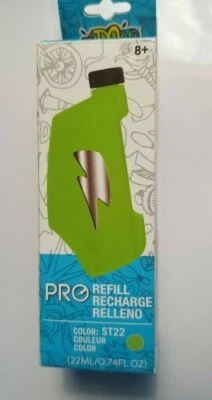 8+
PRO
REFILL
RECHARGE
RELLENO
COLOR: ST22
COULEUR
COLOR
(22ML/0.74FL OZ)